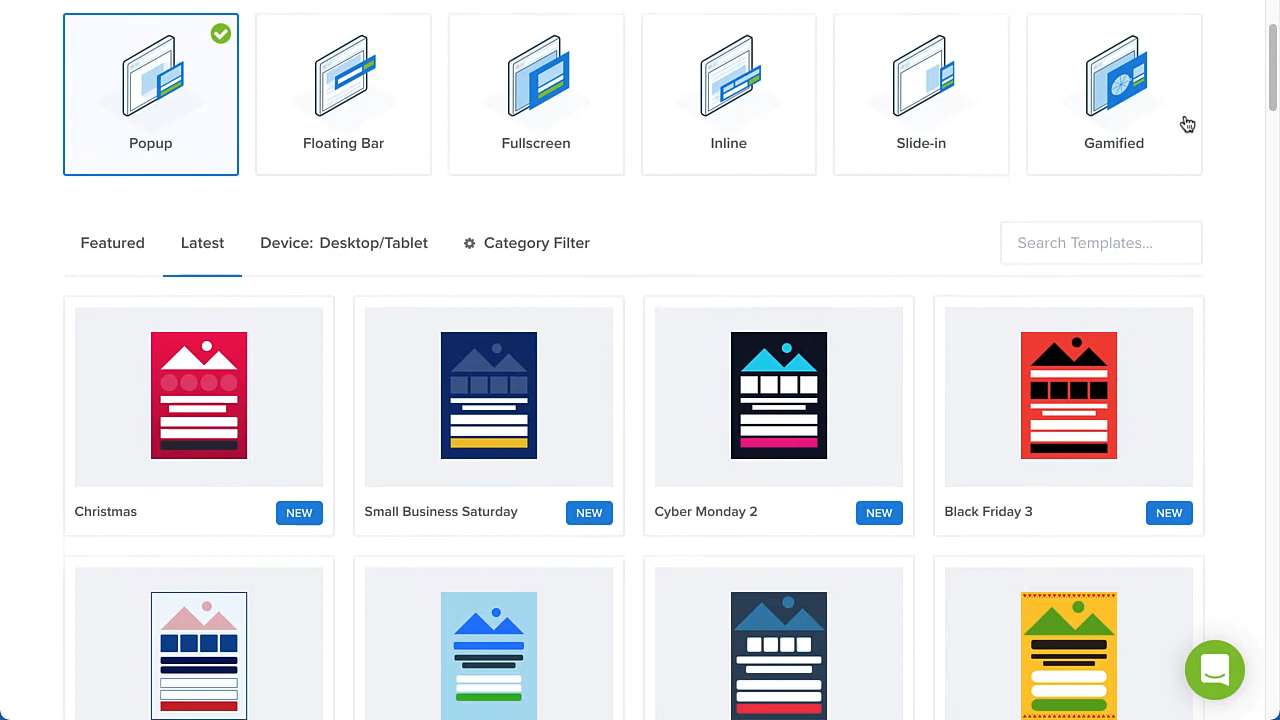 Popup
Floating Bar
Fullscreen
Inline
Slide-in
Gamified
Featured
Latest
Device: Desktop/Tablet
Category Filter
Search Templates...
Christmas
NEW
Small Business Saturday
NEW
Cyber Monday 2
NEW
Black Friday 3
NEW